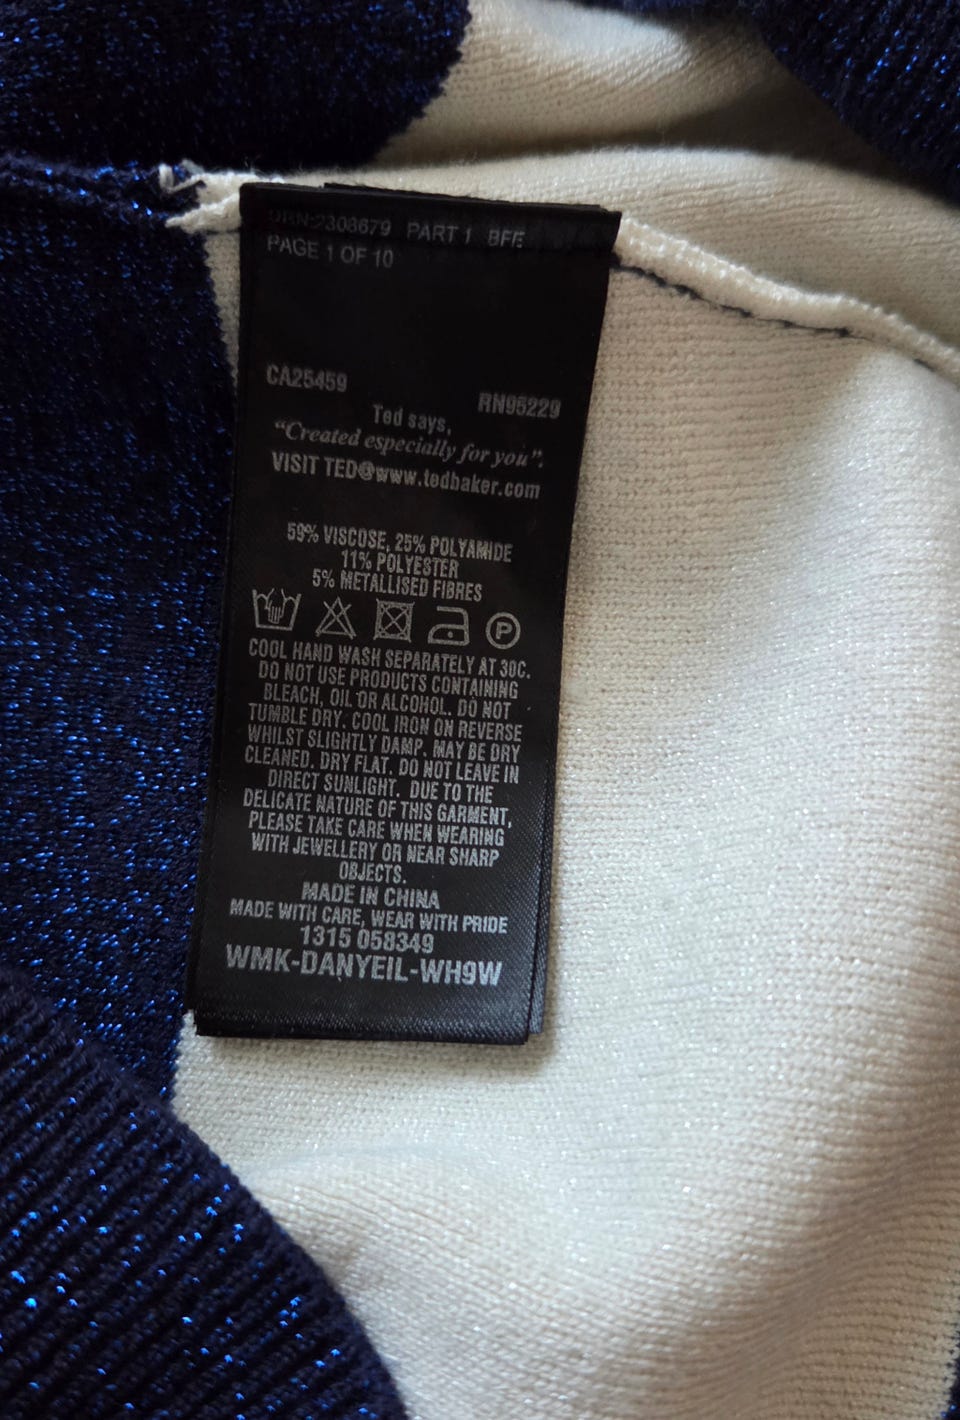 DBN:2308679 PART 1 BFE
PAGE 1 OF 10
CA25459
RN95229
Ted says,
“Created especially for you”.
VISIT TED@www.tedbaker.com
59% VISCOSE, 25% POLYAMIDE
11% POLYESTER
5% METALLISED FIBRES
P
COOL HAND WASH SEPARATELY AT 30C.
DO NOT USE PRODUCTS CONTAINING
BLEACH, OIL OR ALCOHOL. DO NOT
TUMBLE DRY. COOL IRON ON REVERSE
WHILST SLIGHTLY DAMP. MAY BE DRY
CLEANED. DRY FLAT. DO NOT LEAVE IN
DIRECT SUNLIGHT. DUE TO THE
DELICATE NATURE OF THIS GARMENT,
PLEASE TAKE CARE WHEN WEARING
WITH JEWELLERY OR NEAR SHARP
OBJECTS.
MADE IN CHINA
MADE WITH CARE, WEAR WITH PRIDE
1315 058349
WMK-DANYEIL-WH9W